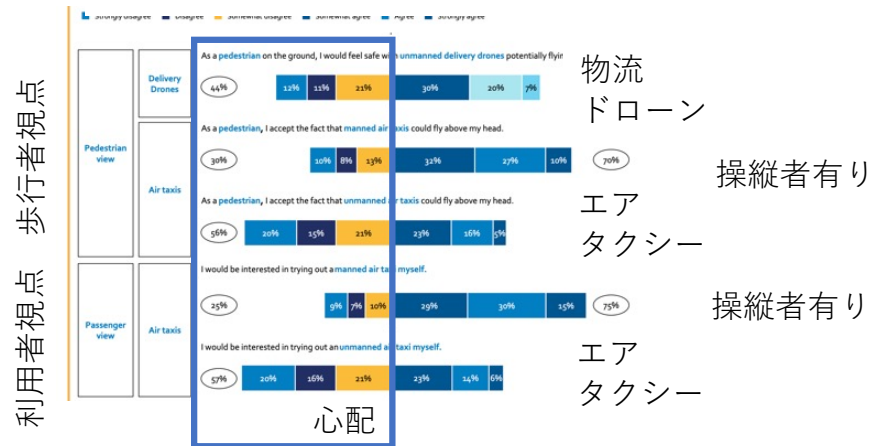 Strongly disagree Disagree Somewhat disagree Somewhat agree Agree Strongly agree
As a pedestrian on the ground, I would feel safe with unmanned delivery drones potentially
Delivery Drones
44% 12% 11% 21% 30% 20% 7%
物流
ドローン
歩行者視点
Pedestrian view
As a pedestrian, I accept the fact that manned air taxis could fly above my head.
30% 10% 8% 13% 32% 27% 10% 70%
操縦者有り
Air taxis
As a pedestrian, I accept the fact that unmanned air taxis could fly above my head.
56% 20% 15% 21% 23% 16% 5%
エア
タクシー
利用者視点
Passenger view
Air taxis
I would be interested in trying out a manned air taxi myself.
25% 9% 7% 10% 29% 30% 15% 75%
操縦者有り
I would be interested in trying out an unmanned air taxi myself.
57% 20% 16% 21% 23% 14% 6%
エア
タクシー
心配